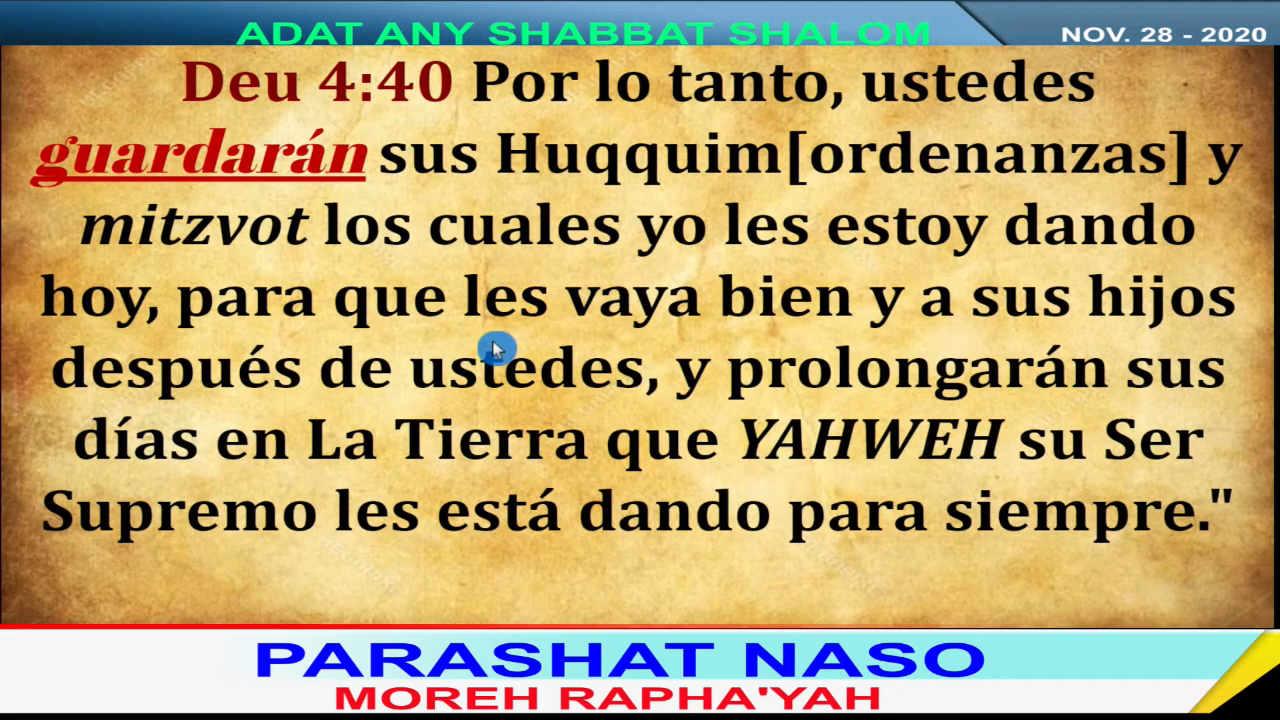 ADAT ANY SHABBAT SHALOM
NOV. 28 - 2020
Deu 4:40 Por lo tanto, ustedes
guardarán sus Huqquim[ordenanzas] y
mitzvot los cuales yo les estoy dando
hoy, para que les vaya bien y a sus hijos
después de ustedes, y prolongarán sus
días en La Tierra que YAHWEH su Ser
Supremo les está dando para siempre."
PARASHAT NASO
MOREH RAPHA'YAH